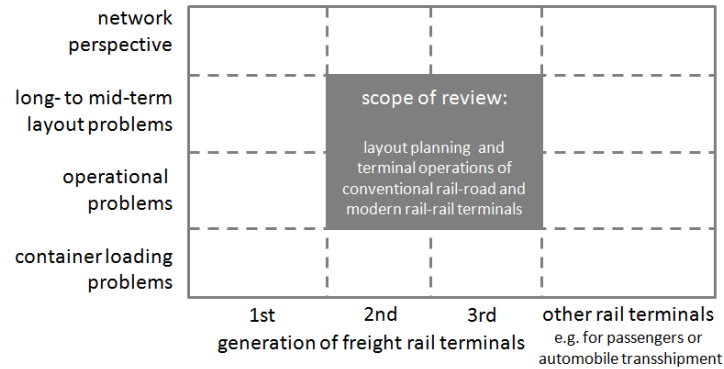 network
perspective
long- to mid-term
layout problems
operational
problems
container loading
problems
scope of review:
layout planning and
terminal operations of
conventional rail-road and
modern rail-rail terminals
1st
2nd
3rd
other rail terminals
generation of freight rail terminals
e.g. for passengers or
automobile transshipment